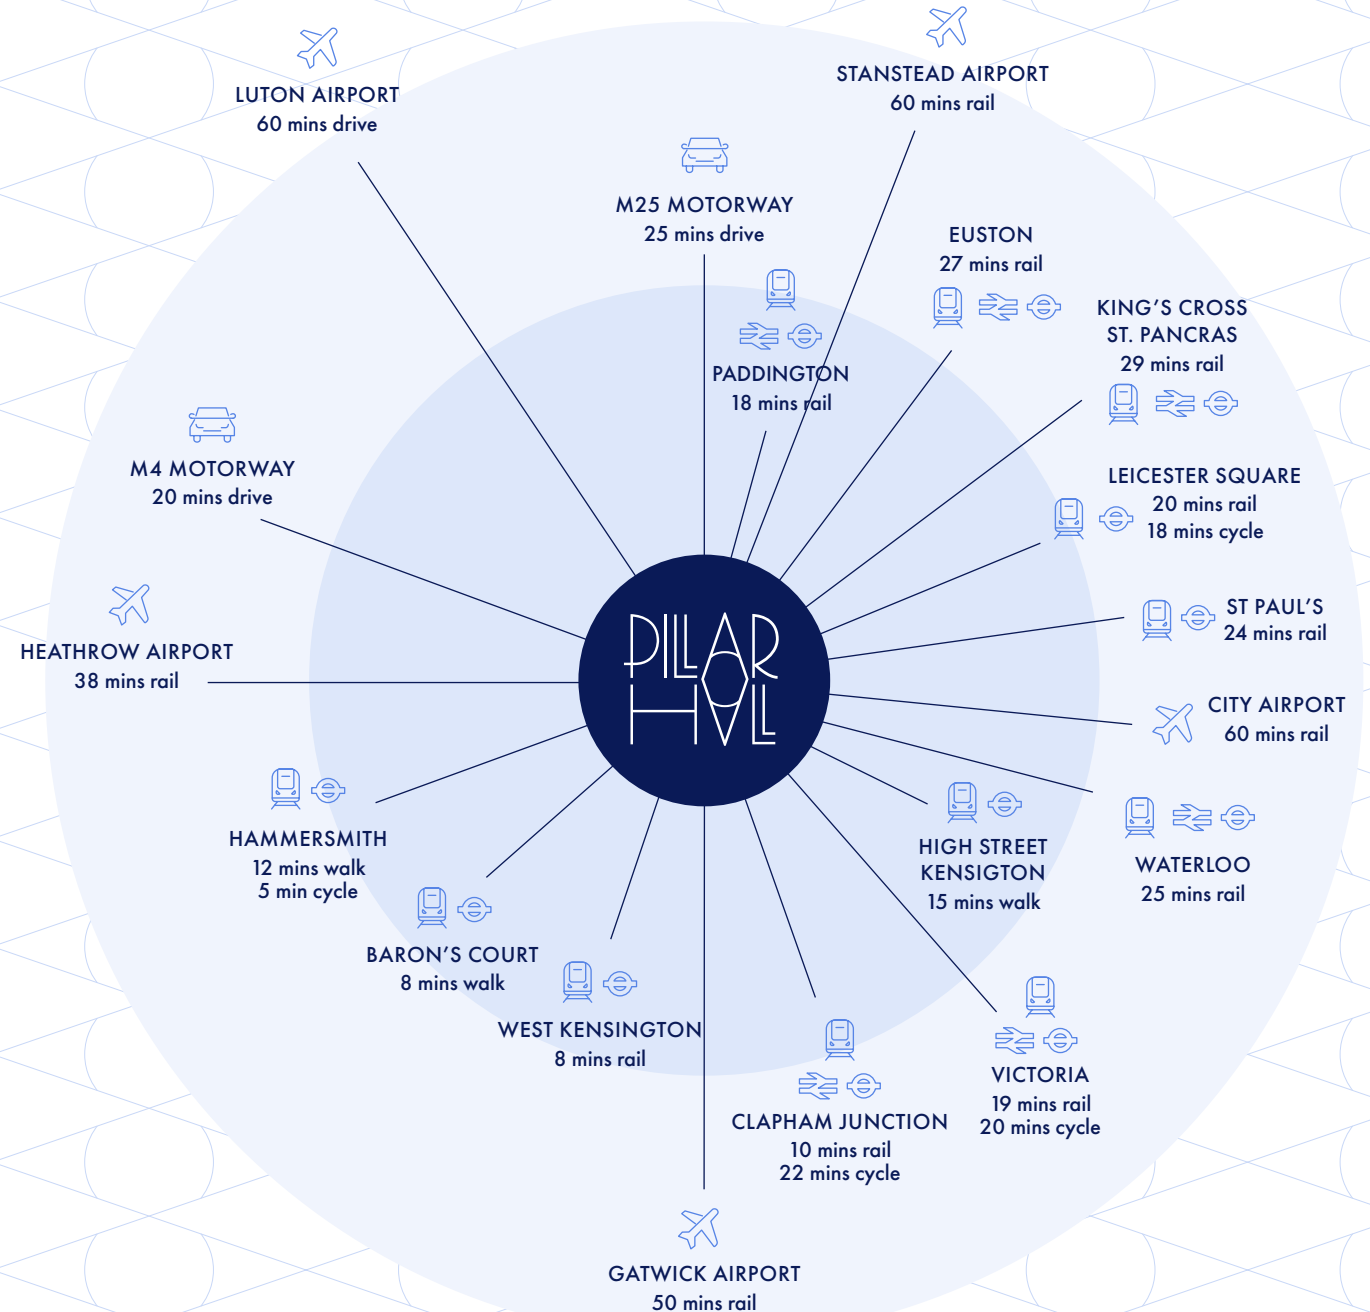 STANSTEAD AIRPORT
60 mins rail
LUTON AIRPORT
60 mins drive
M25 MOTORWAY
25 mins drive
EUSTON
27 mins rail
KING'S CROSS
ST. PANCRAS
29 mins rail
PADDINGTON
18 mins rail
M4 MOTORWAY
20 mins drive
LEICESTER SQUARE
20 mins rail
18 mins cycle
ST PAUL'S
24 mins rail
HEATHROW AIRPORT
38 mins rail
PILLAR
HALL
CITY AIRPORT
60 mins rail
HAMMERSMITH
12 mins walk
5 min cycle
HIGH STREET
KENSIGTON
15 mins walk
WATERLOO
25 mins rail
BARON'S COURT
8 mins walk
WEST KENSINGTON
8 mins rail
VICTORIA
19 mins rail
20 mins cycle
CLAPHAM JUNCTION
10 mins rail
22 mins cycle
GATWICK AIRPORT
50 mins rail